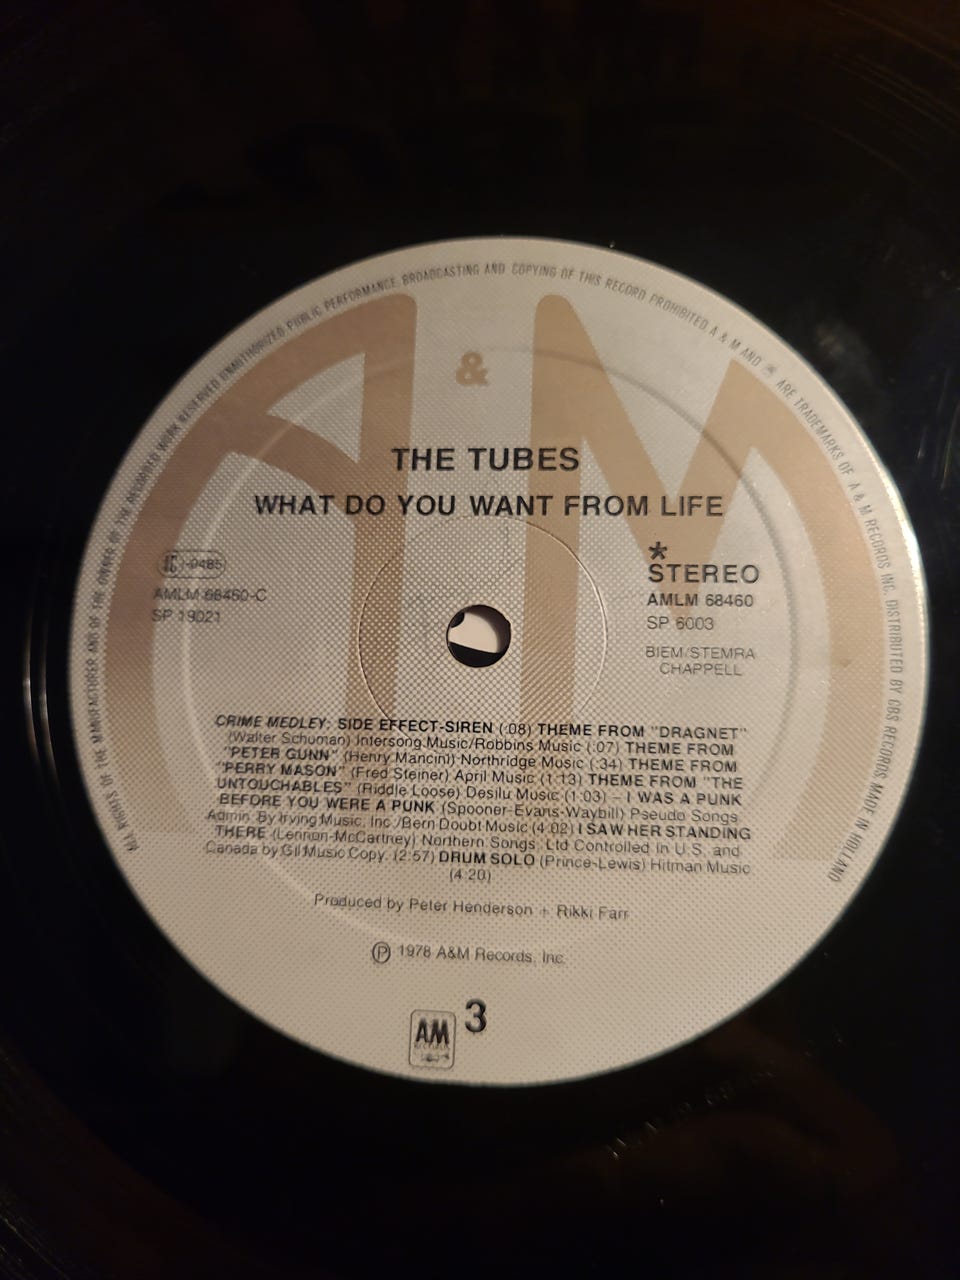 ALL RIGHTS OF THE MANUFACTURER AND OF THE OWNER OF THE RECORDED WORK RESERVED UNAUTHORIZED PUBLIC PERFORMANCE BROADCASTING AND COPYING OF THIS RECORD PROHIBITED A & M AND ARE TRADEMARKS OF A & M RECORDS INC. DISTRIBUTED BY CBS RECORDS MADE IN HOLLAND
A & M
THE TUBES
WHAT DO YOU WANT FROM LIFE
-0485
AMLM 68460-C
SP 19021
*
STEREO
AMLM 68460
SP 6003
BIEM/STEMRA
CHAPPELL
CRIME MEDLEY: SIDE EFFECT-SIREN (:08) THEME FROM "DRAGNET"
(Walter Schuman) Intersong Music/Robbins Music (:07) THEME FROM
"PETER GUNN" (Henry Mancini) Northridge Music (:34) THEME FROM
"PERRY MASON" (Fred Steiner) April Music (1:13) THEME FROM "THE
UNTOUCHABLES" (Riddle Loose) Desilu Music (1:03) – I WAS A PUNK
BEFORE YOU WERE A PUNK (Spooner-Evans-Waybill) Pseudo Songs
Admin. By Irving Music, Inc./Bern Doubt Music (4:02) I SAW HER STANDING
THERE (Lennon-McCartney) Northern Songs, Ltd Controlled in U.S. and
Canada by Gil Music Copy. (2:57) DRUM SOLO (Prince-Lewis) Hitman Music
(4:20)
Produced by Peter Henderson + Rikki Farr
Ⓟ 1978 A&M Records, Inc.
AM
RECORDS
3